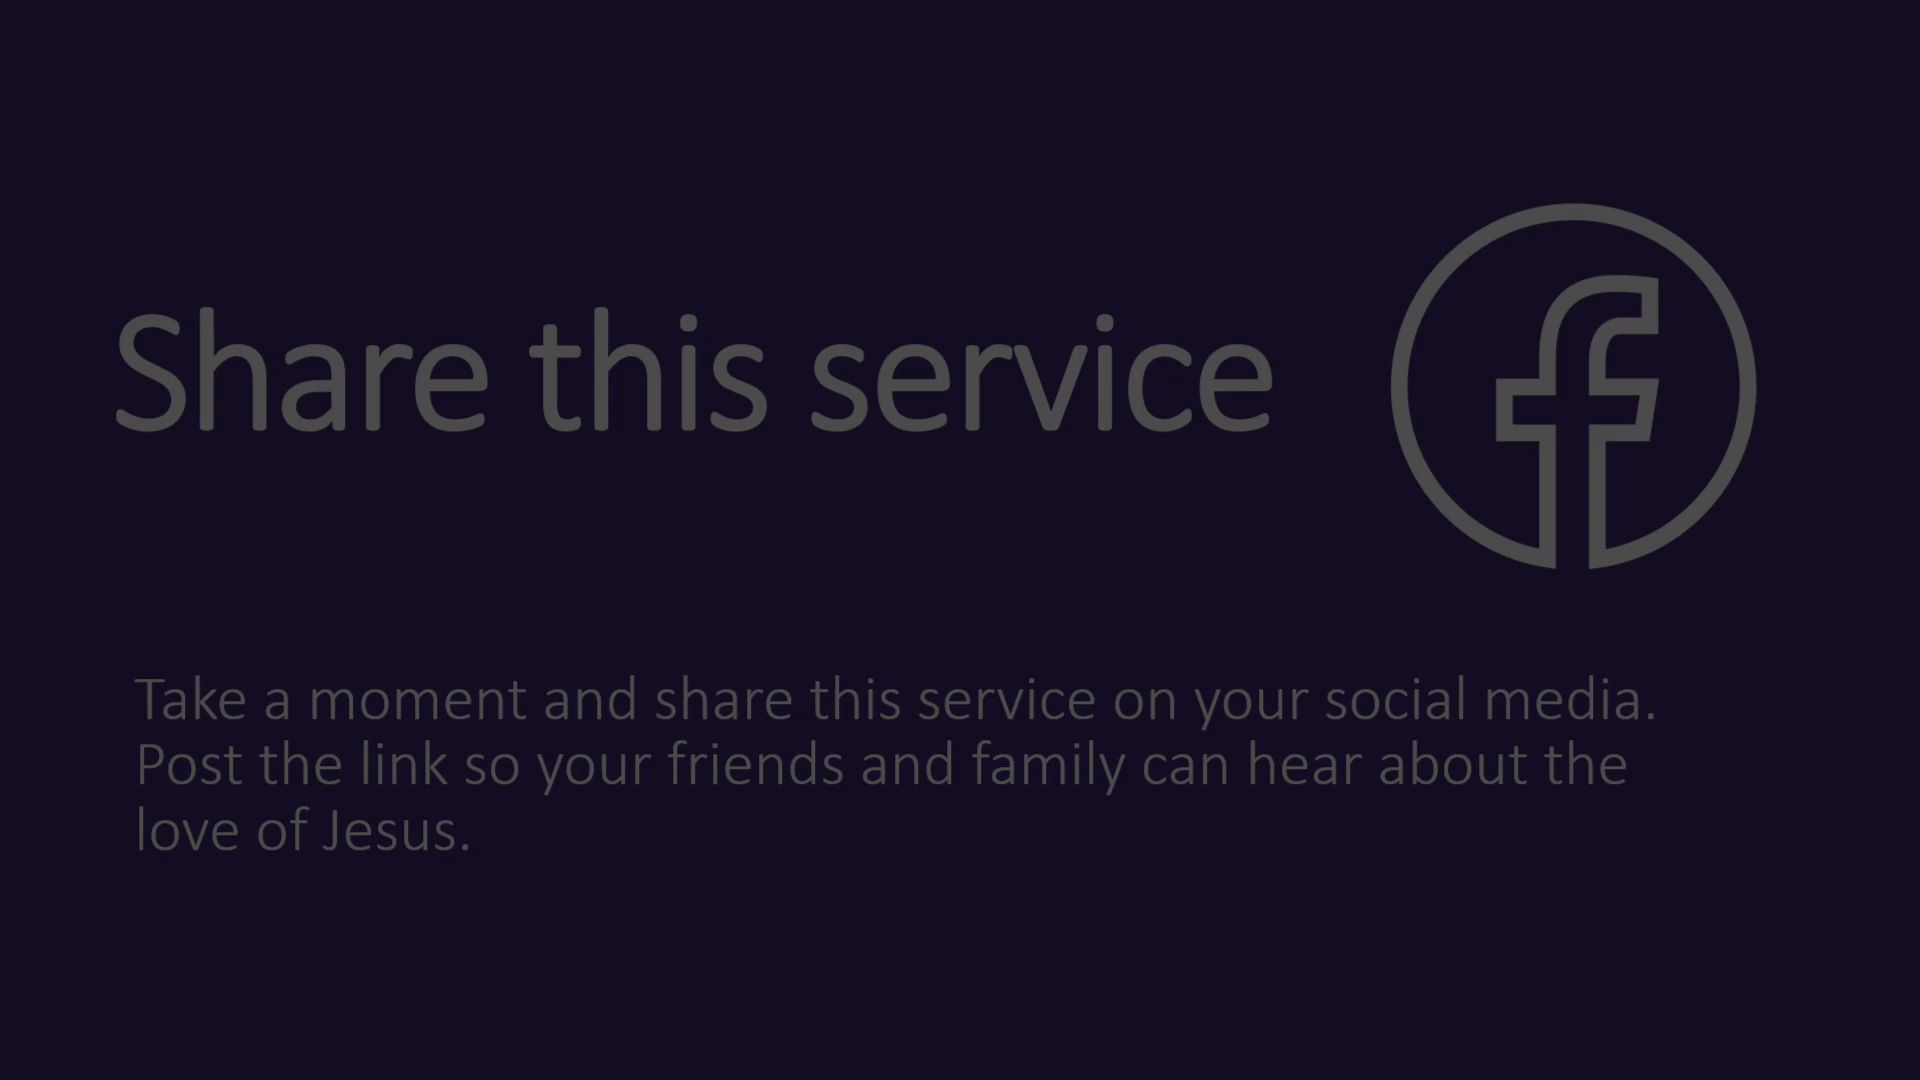 Share this service
Take a moment and share this service on your social media.
Post the link so your friends and family can hear about the
love of Jesus.